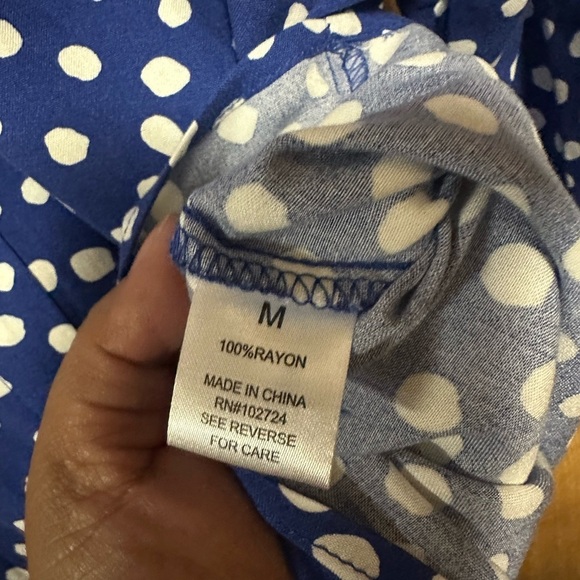 M
100%RAYON
MADE IN CHINA
RN#102724
SEE REVERSE
FOR CARE